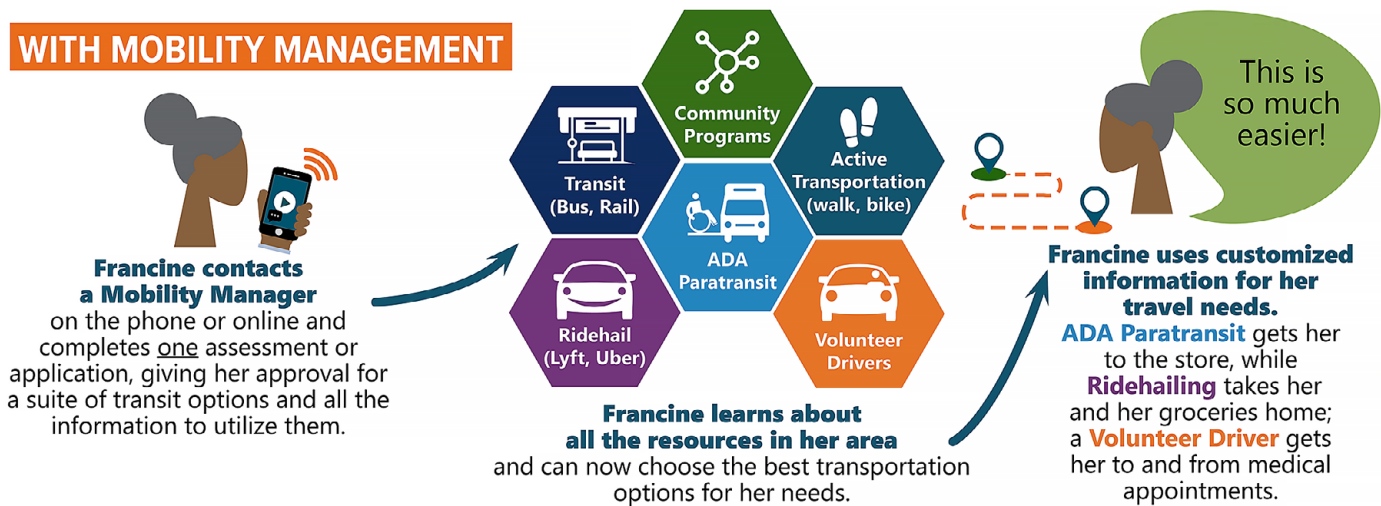 WITH MOBILITY MANAGEMENT
Francine contacts
a Mobility Manager
on the phone or online and
completes one assessment or
application, giving her approval for
a suite of transit options and all the
information to utilize them.
Community
Programs
Transit
(Bus, Rail)
Active
Transportation
(walk, bike)
ADA
Paratransit
Ridehail
(Lyft, Uber)
Volunteer
Drivers
Francine learns about
all the resources in her area
and can now choose the best transportation
options for her needs.
This is
so much
easier!
Francine uses customized
information for her
travel needs.
ADA Paratransit gets her
to the store, while
Ridehailing takes her
and her groceries home;
a Volunteer Driver gets
her to and from medical
appointments.